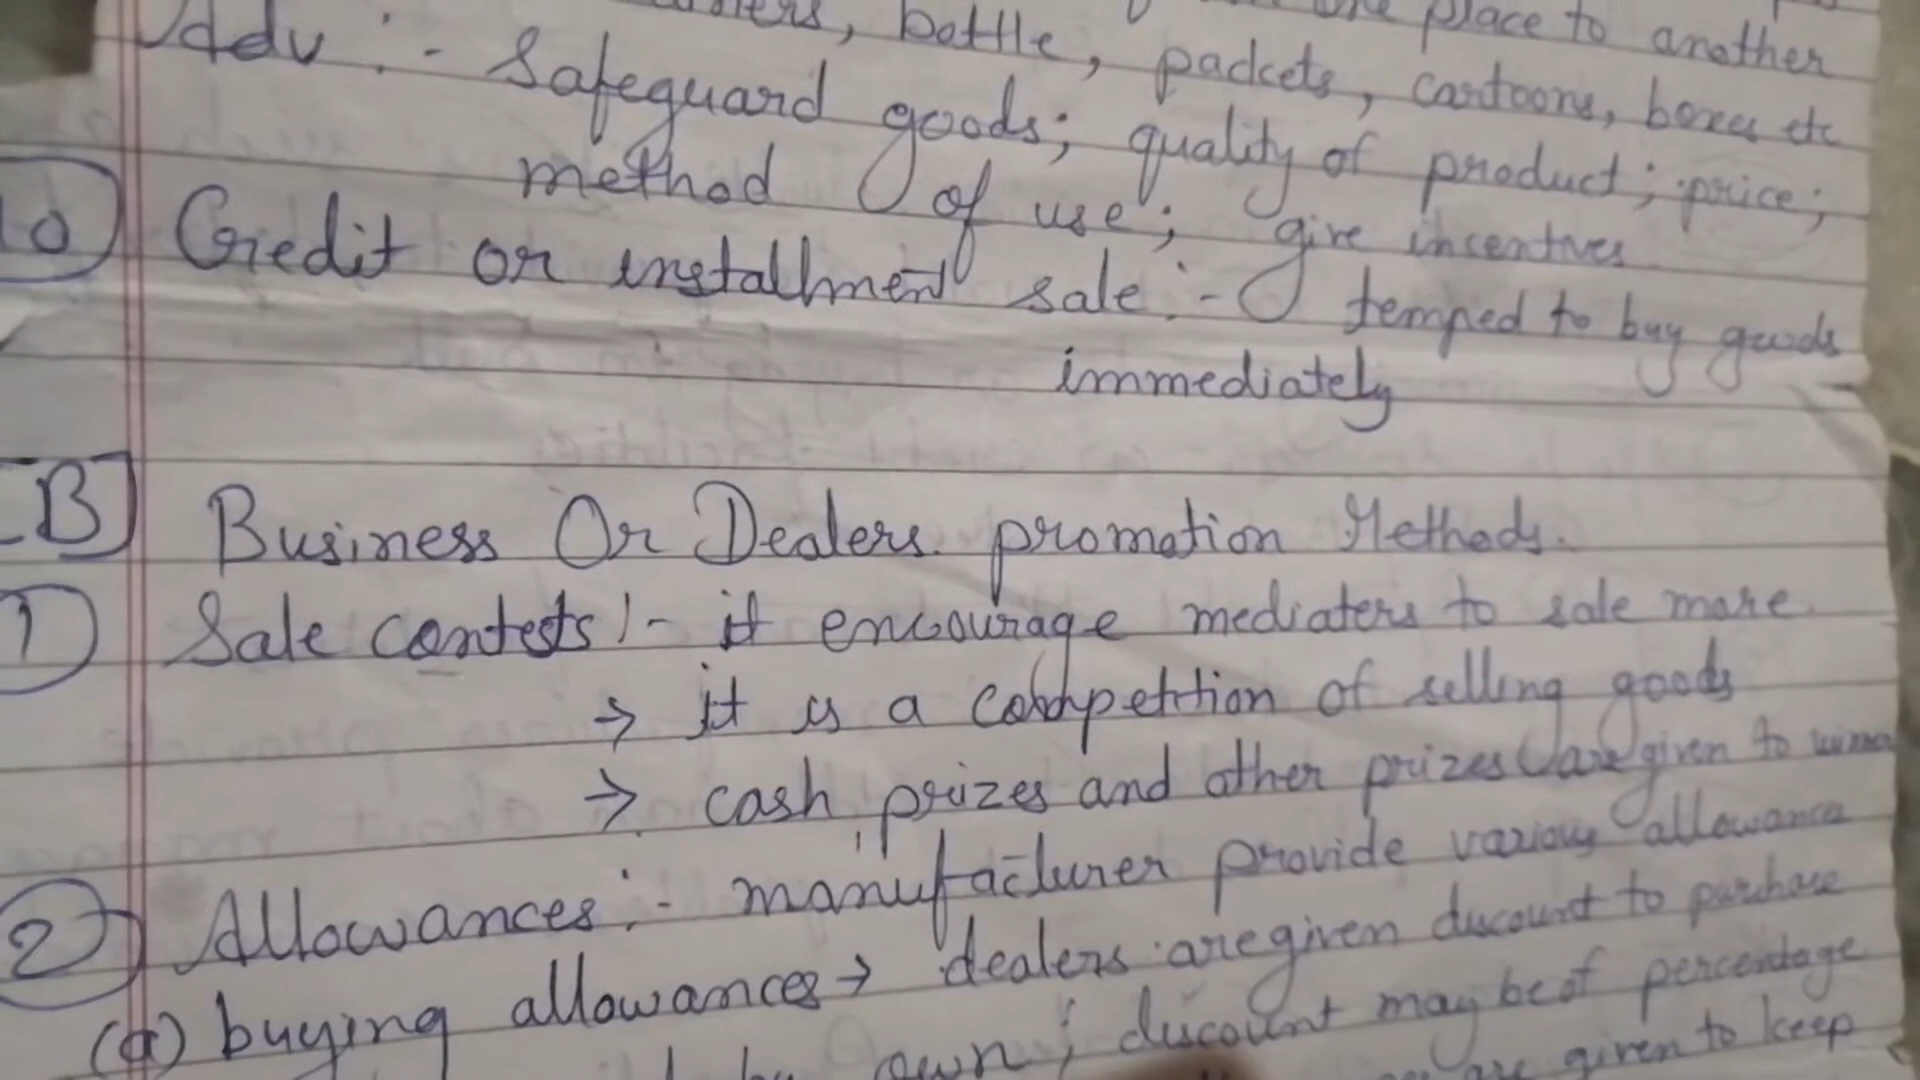 bottle, place to another
packets, cartoons, boxes etc
Adv :- Safeguard goods; quality of product; price;
method of use; give incentives
10 Credit or installment sale :- temped to buy goods
immediately
B Business Or Dealers promotion Methods.
1 Sale contests :- it encourage mediaters to sale more
→ it is a competition of selling goods
→ cash prizes and other prizes are given to
2 Allowances :- manufacturer provide various allowance
(a) buying allowances → dealers are given discount to purchase
own ; discount may be of percentage
are given to keep